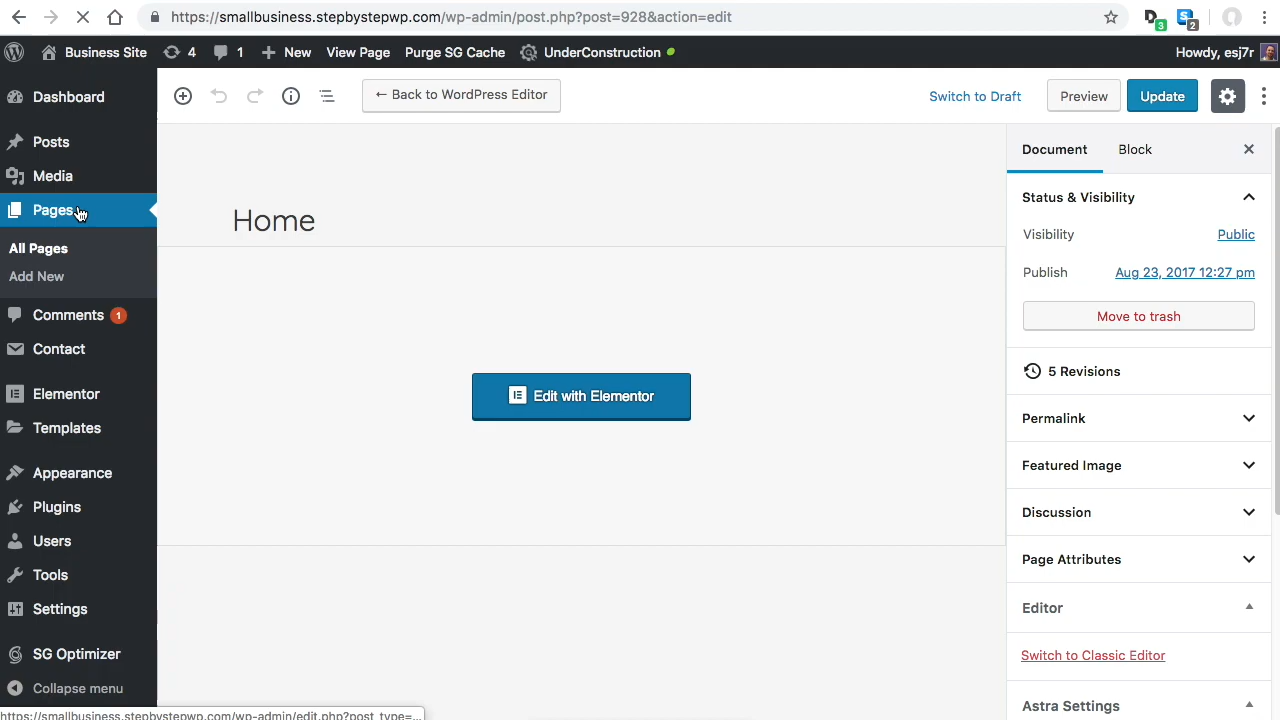 https://smallbusiness.stepbystepwp.com/wp-admin/post.php?post=928&action=edit
D 3 S 2
Business Site 4 1 New View Page Purge SG Cache UnderConstruction Howdy, esj7r
Dashboard
Posts
Media
Pages
All Pages
Add New
Comments 1
Contact
Elementor
Templates
Appearance
Plugins
Users
Tools
Settings
SG Optimizer
Collapse menu
https://smallbusiness.stepbystepwp.com/wp-admin/edit.php?post_type=...
← Back to WordPress Editor
Switch to Draft
Preview
Update
Home
Edit with Elementor
Document Block
Status & Visibility
Visibility Public
Publish Aug 23, 2017 12:27 pm
Move to trash
5 Revisions
Permalink
Featured Image
Discussion
Page Attributes
Editor
Switch to Classic Editor
Astra Settings